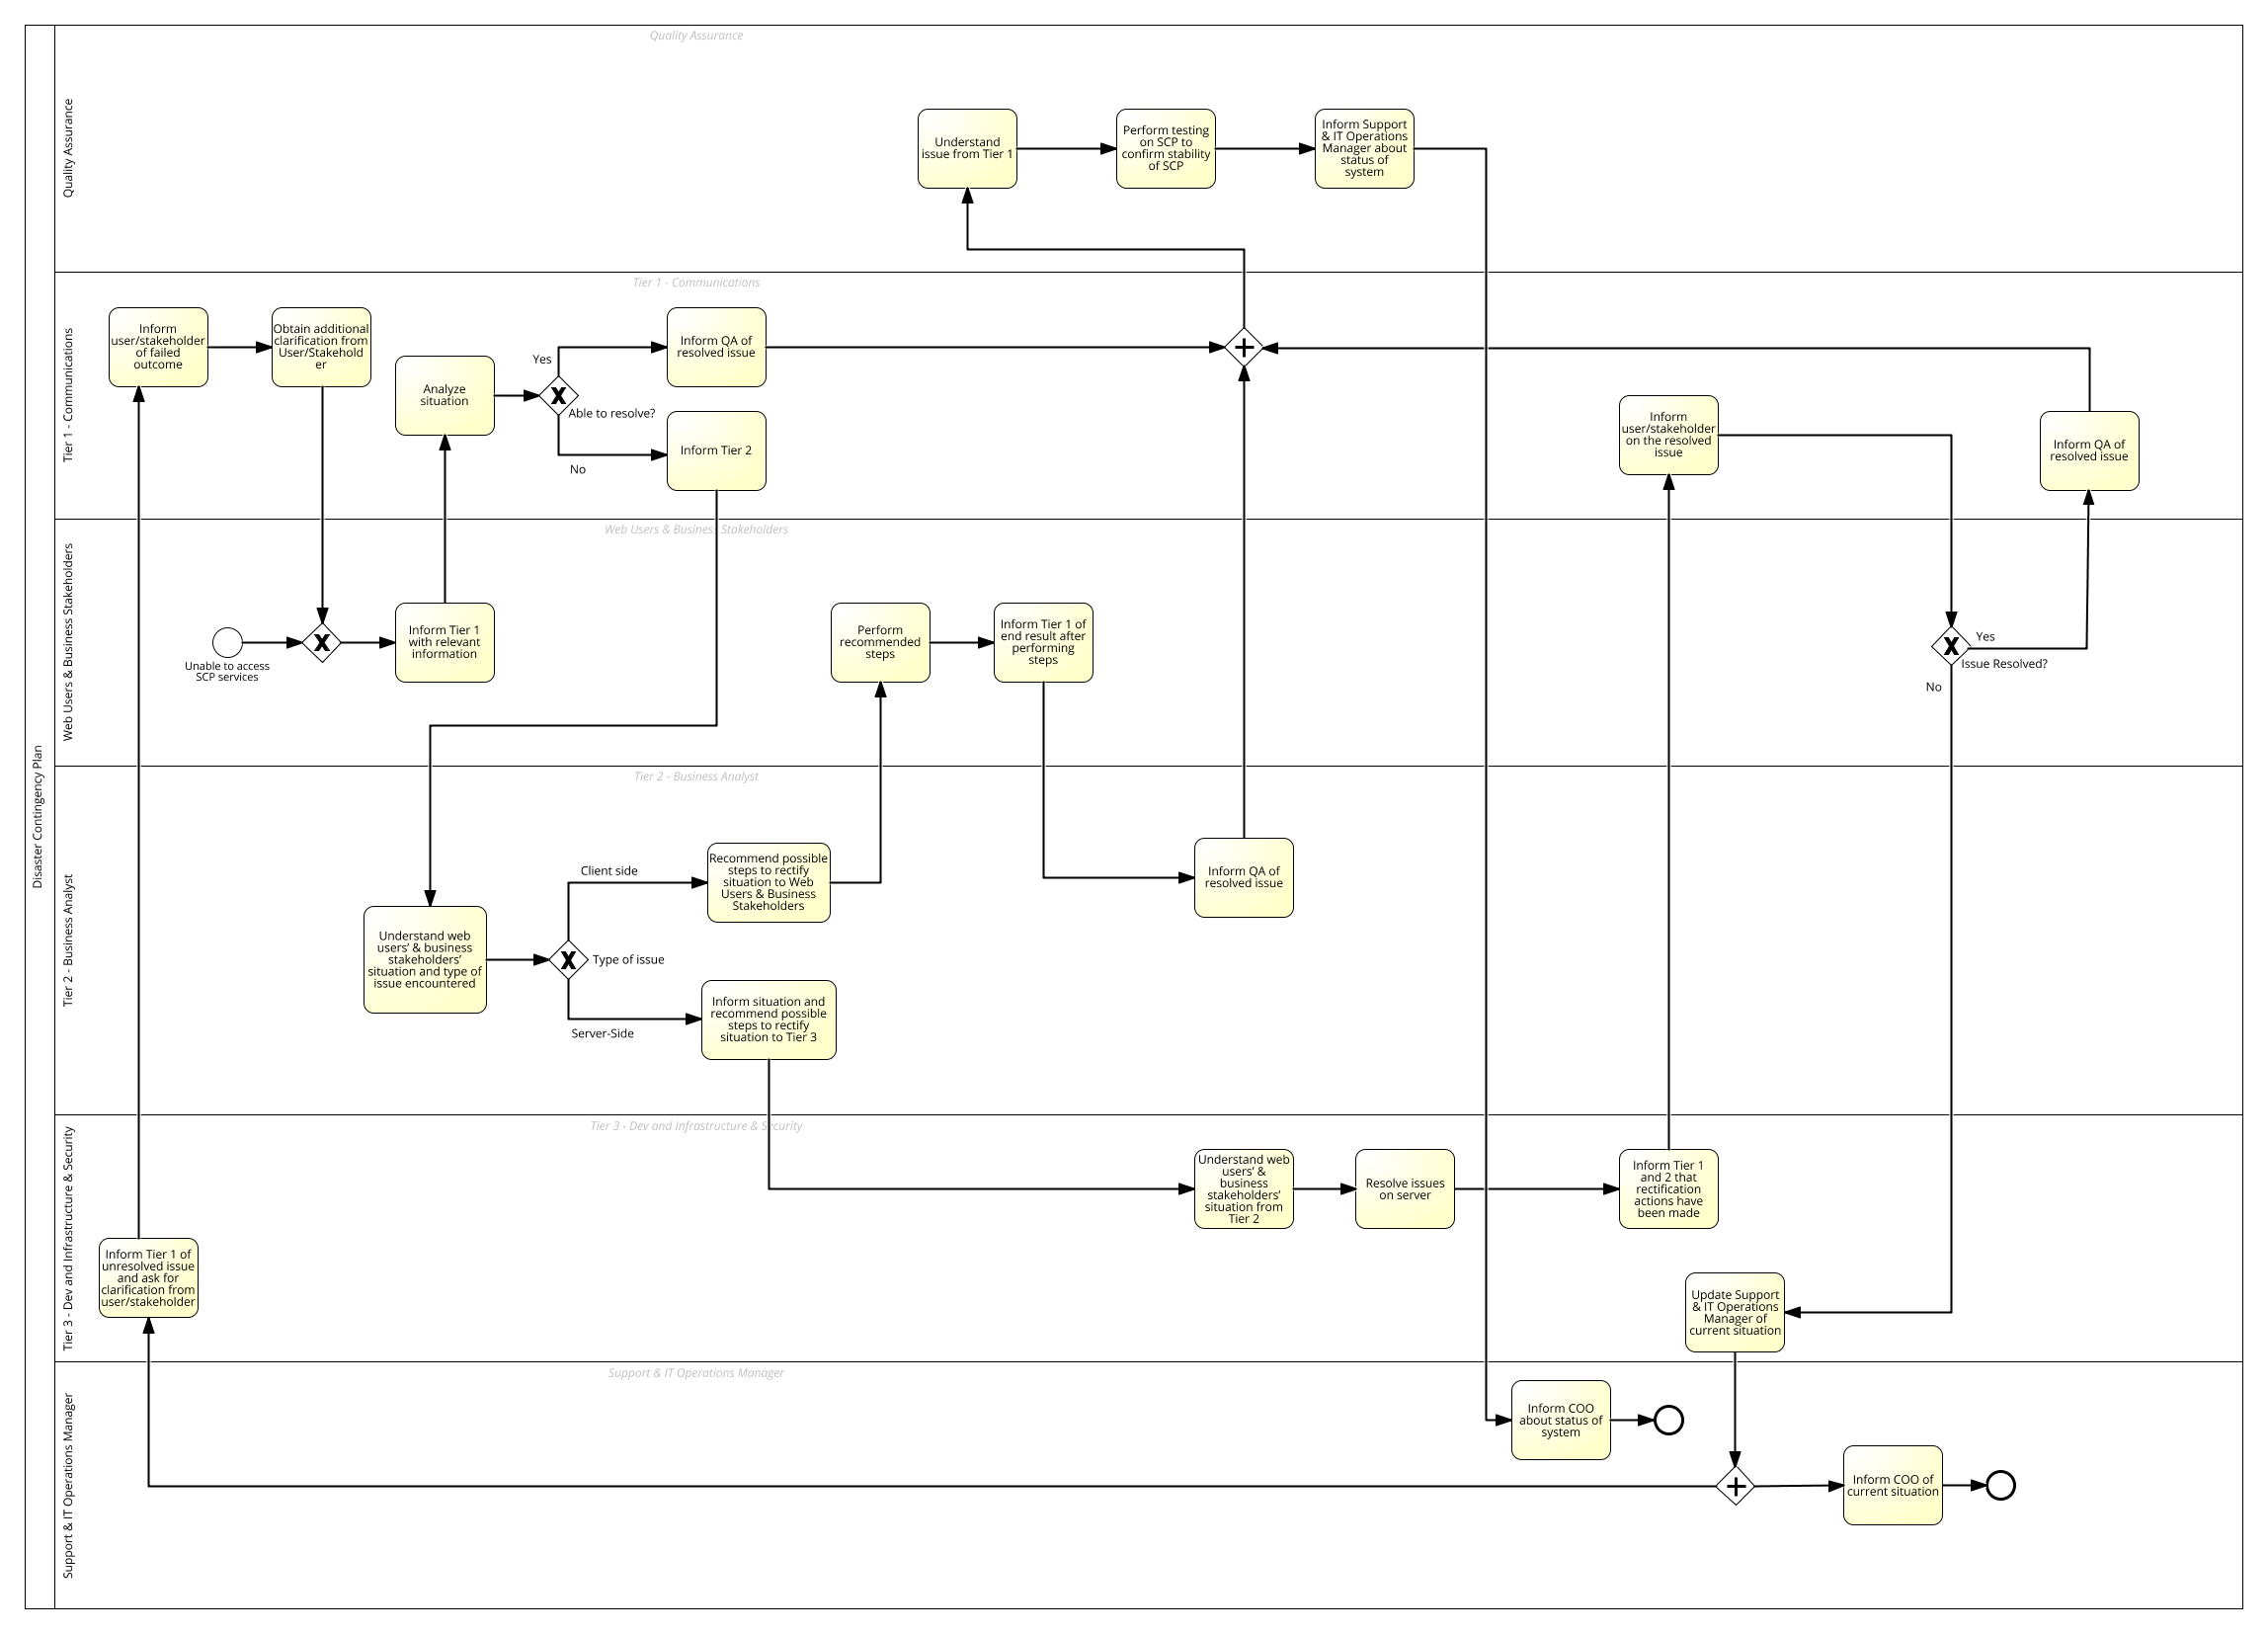 Disaster Contingency Plan
Quality Assurance
Quality Assurance
Understand
issue from Tier 1
Perform testing
on SCP to
confirm stability
of SCP
Inform Support
& IT Operations
Manager about
status of
system
Tier 1 - Communications
Tier 1 - Communications
Inform
user/stakeholder
of failed
outcome
Obtain additional
clarification from
User/Stakehold
er
Analyze
situation
Yes
Able to resolve?
No
Inform QA of
resolved issue
Inform Tier 2
Inform
user/stakeholder
on the resolved
issue
Inform QA of
resolved issue
Web Users & Business Stakeholders
Web Users & Business Stakeholders
Unable to access
SCP services
Inform Tier 1
with relevant
information
Perform
recommended
steps
Inform Tier 1 of
end result after
performing
steps
Yes
Issue Resolved?
No
Tier 2 - Business Analyst
Tier 2 - Business Analyst
Understand web
users’ & business
stakeholders’
situation and type of
issue encountered
Client side
Type of issue
Server-Side
Recommend possible
steps to rectify
situation to Web
Users & Business
Stakeholders
Inform situation and
recommend possible
steps to rectify
situation to Tier 3
Inform QA of
resolved issue
Tier 3 - Dev and Infrastructure & Security
Tier 3 - Dev and Infrastructure & Security
Inform Tier 1 of
unresolved issue
and ask for
clarification from
user/stakeholder
Understand web
users’ &
business
stakeholders’
situation from
Tier 2
Resolve issues
on server
Inform Tier 1
and 2 that
rectification
actions have
been made
Update Support
& IT Operations
Manager of
current situation
Support & IT Operations Manager
Support & IT Operations Manager
Inform COO
about status of
system
Inform COO of
current situation